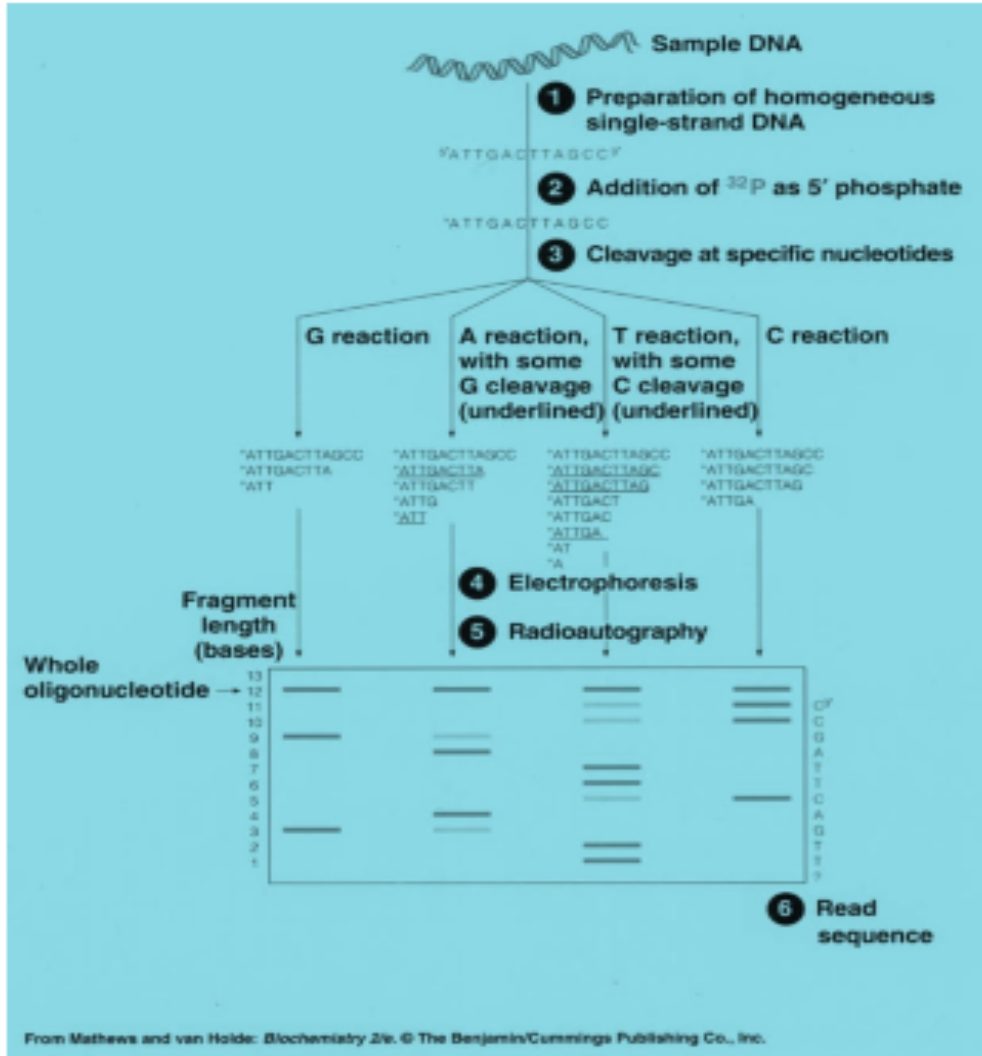 Sample DNA
1 Preparation of homogeneous
single-strand DNA
5'ATTGACTTAGCC3'
2 Addition of 32P as 5' phosphate
*ATTGACTTAGCC
3 Cleavage at specific nucleotides
G reaction
A reaction,
with some
G cleavage
(underlined)
T reaction,
with some
C cleavage
(underlined)
C reaction
*ATTGACTTAGCC
*ATTGACTTA
*ATT
*ATTGACTTAGCC
*ATTGACTTA
*ATTGACTT
*ATTG
*ATT
*ATTGACTTAGCC
*ATTGACTTAGC
*ATTGACTTAG
*ATTGACT
*ATTGAC
*ATTGA
*AT
*A
*ATTGACTTAGCC
*ATTGACTTAGC
*ATTGACTTAG
*ATTGA
4 Electrophoresis
5 Radioautography
Fragment
length
(bases)
Whole
oligonucleotide
13
12
11
10
9
8
7
6
5
4
3
2
1
C3'
C
G
A
T
T
C
A
G
T
T
?
6 Read
sequence
From Mathews and van Holde: Biochemistry 2/e. © The Benjamin/Cummings Publishing Co., Inc.